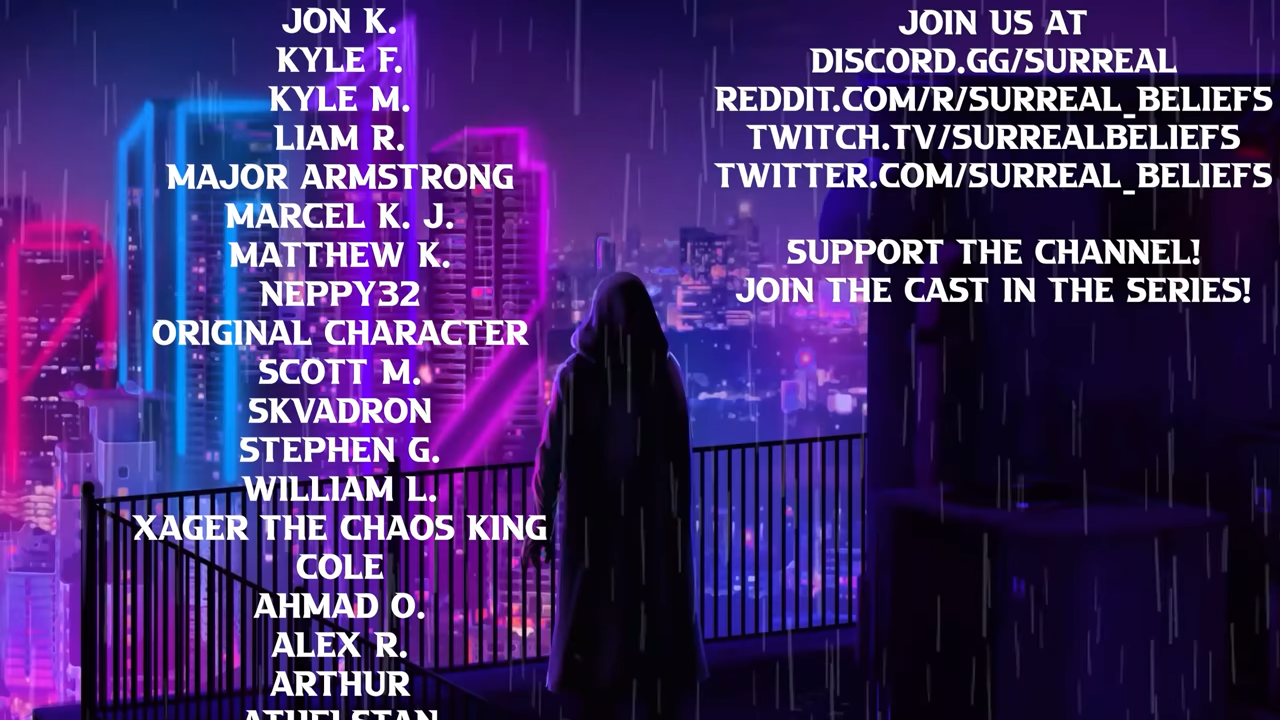 JON K.
KYLE F.
KYLE M.
LIAM R.
MAJOR ARMSTRONG
MARCEL K. J.
MATTHEW K.
NEPPY32
ORIGINAL CHARACTER
SCOTT M.
SKVADRON
STEPHEN G.
WILLIAM L.
XAGER THE CHAOS KING
COLE
AHMAD O.
ALEX R.
ARTHUR
ATHELSTAN
JOIN US AT
DISCORD.GG/SURREAL
REDDIT.COM/R/SURREAL_BELIEFS
TWITCH.TV/SURREALBELIEFS
TWITTER.COM/SURREAL_BELIEFS
SUPPORT THE CHANNEL!
JOIN THE CAST IN THE SERIES!